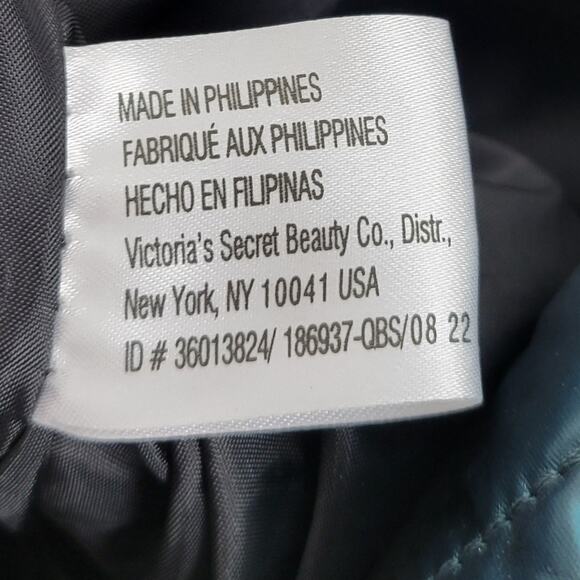 MADE IN PHILIPPINES
FABRIQUÉ AUX PHILIPPINES
HECHO EN FILIPINAS
Victoria's Secret Beauty Co., Distr.,
New York, NY 10041 USA
ID # 36013824/ 186937-QBS/08 22